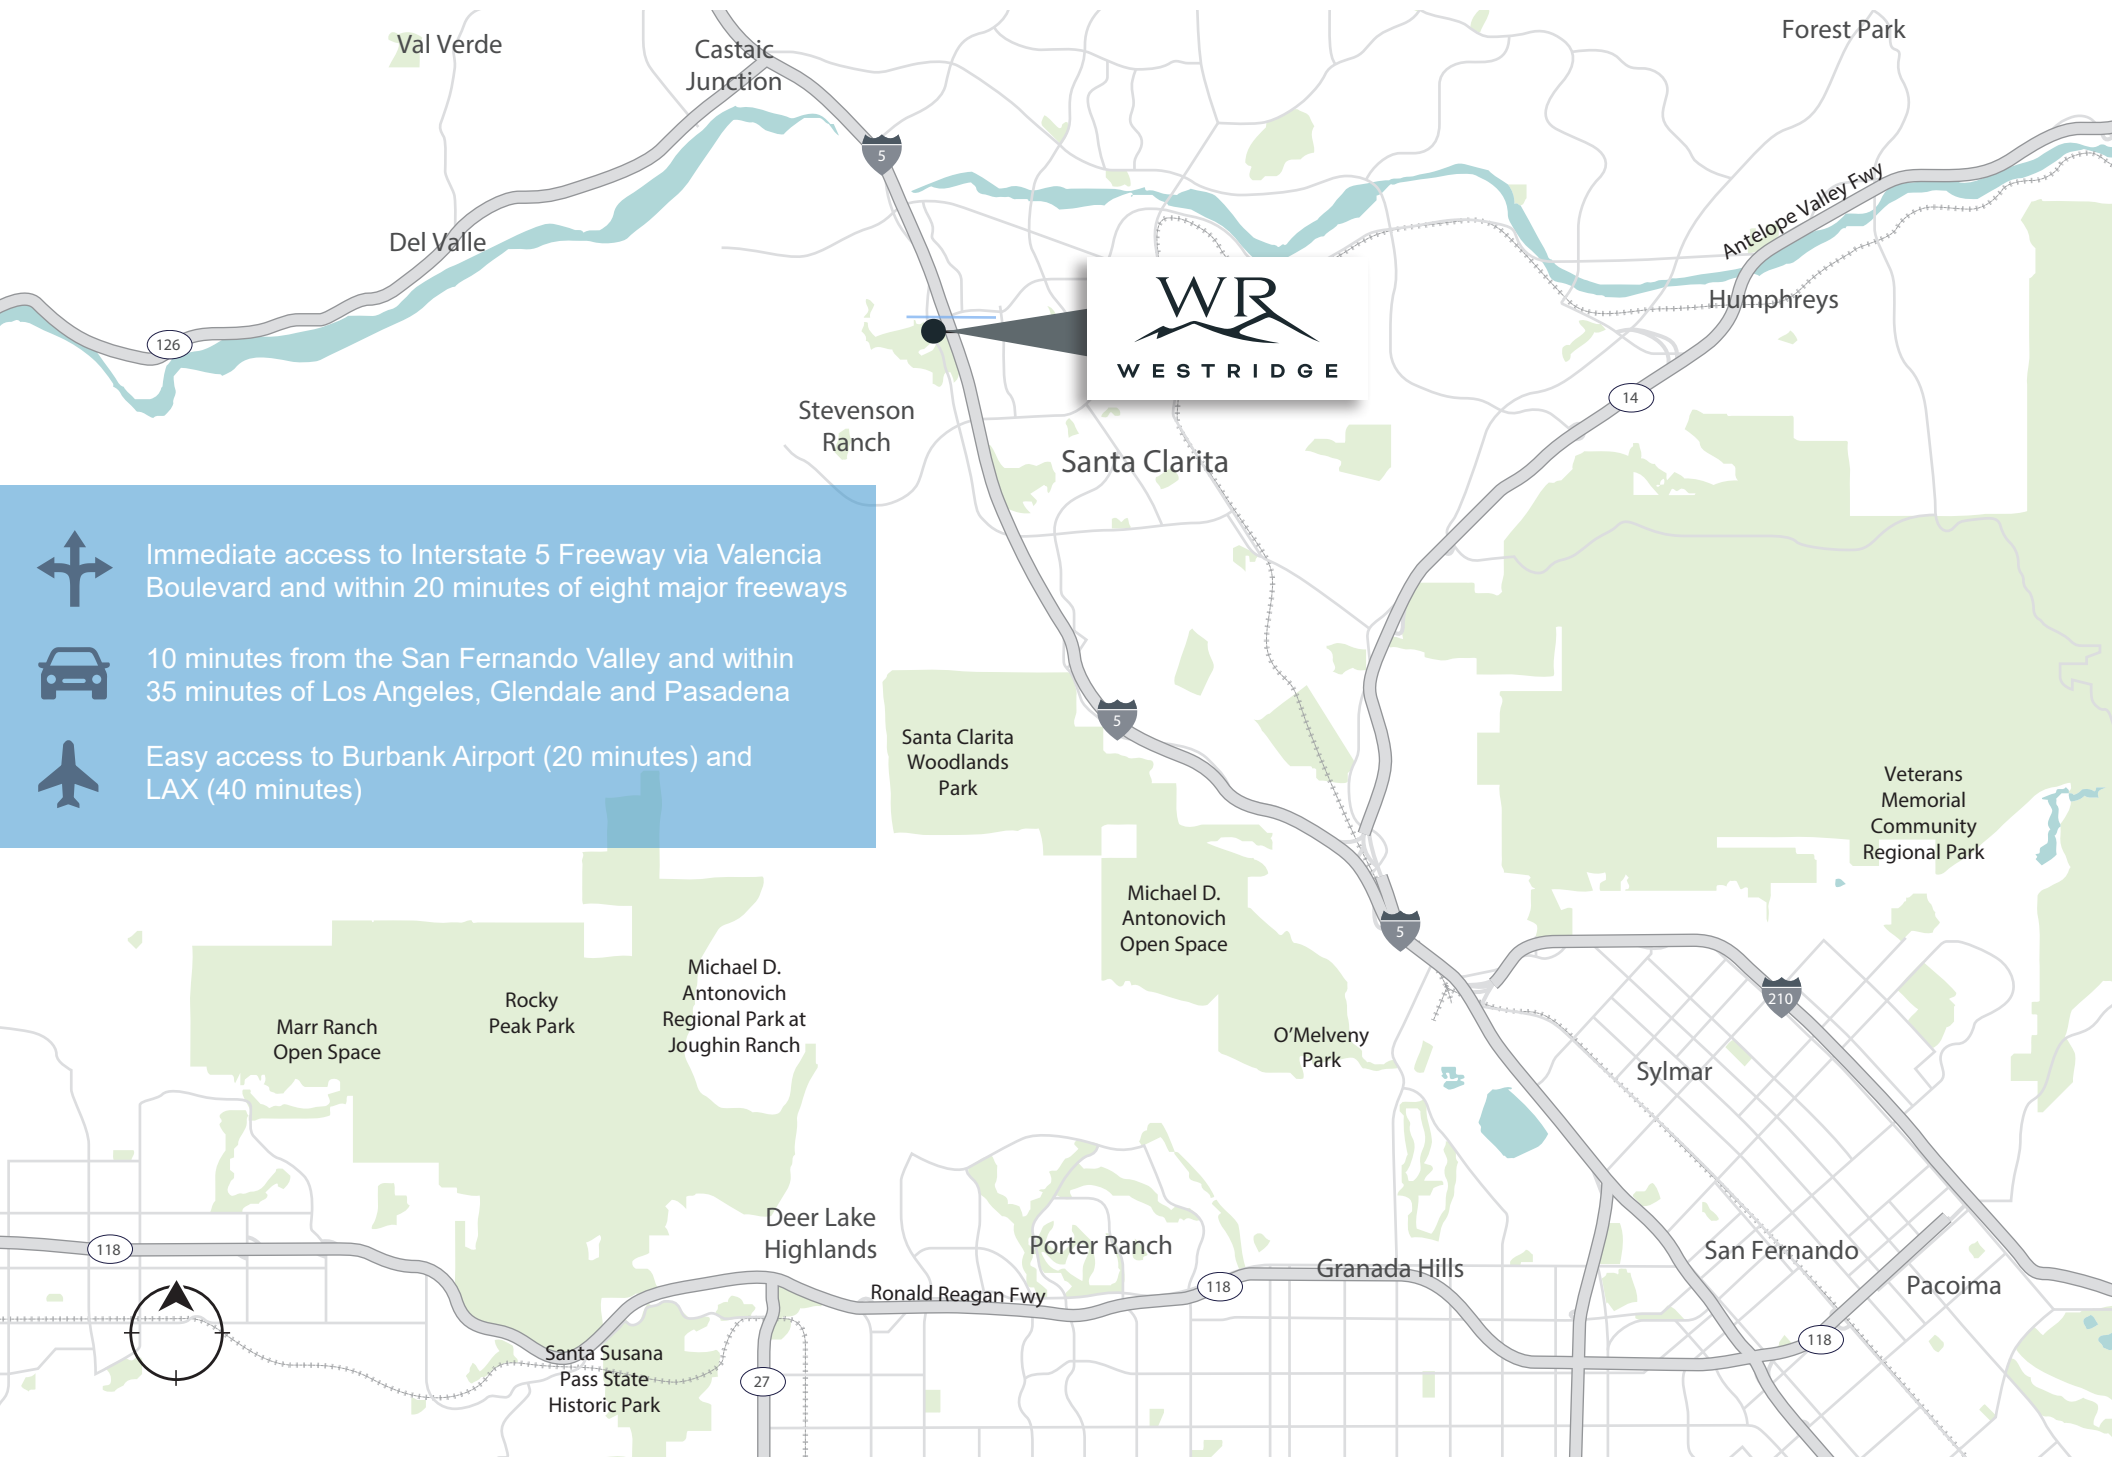 Val Verde
Castaic
Junction
Forest Park
5
Antelope Valley Fwy
Del Valle
Humphreys
126
WR
WESTRIDGE
14
Stevenson
Ranch
Santa Clarita
Immediate access to Interstate 5 Freeway via Valencia
Boulevard and within 20 minutes of eight major freeways
10 minutes from the San Fernando Valley and within
35 minutes of Los Angeles, Glendale and Pasadena
Easy access to Burbank Airport (20 minutes) and
LAX (40 minutes)
5
Santa Clarita
Woodlands
Park
Veterans
Memorial
Community
Regional Park
Michael D.
Antonovich
Open Space
5
Michael D.
Antonovich
Regional Park at
Joughin Ranch
Rocky
Peak Park
Marr Ranch
Open Space
210
O'Melveny
Park
Sylmar
Deer Lake
Highlands
Porter Ranch
118
Granada Hills
San Fernando
Pacoima
Ronald Reagan Fwy
118
118
Santa Susana
Pass State
Historic Park
27